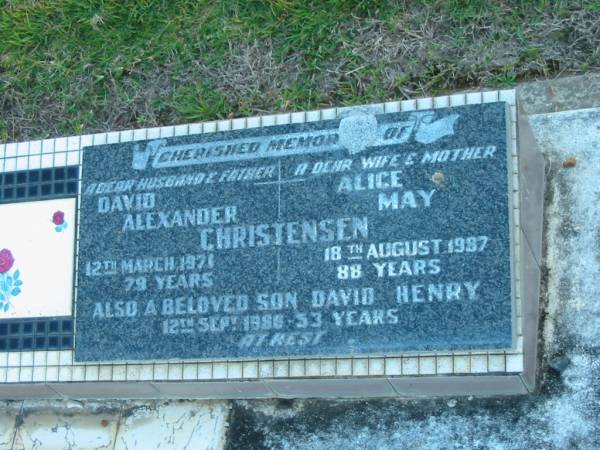 CHERISHED MEMORY OF
A DEAR HUSBAND & FATHER
DAVID
ALEXANDER
A DEAR WIFE & MOTHER
ALICE
MAY
CHRISTENSEN
12TH MARCH 1971
79 YEARS
18TH AUGUST 1987
88 YEARS
ALSO A BELOVED SON DAVID HENRY
12TH SEPT 1986 53 YEARS
AT REST